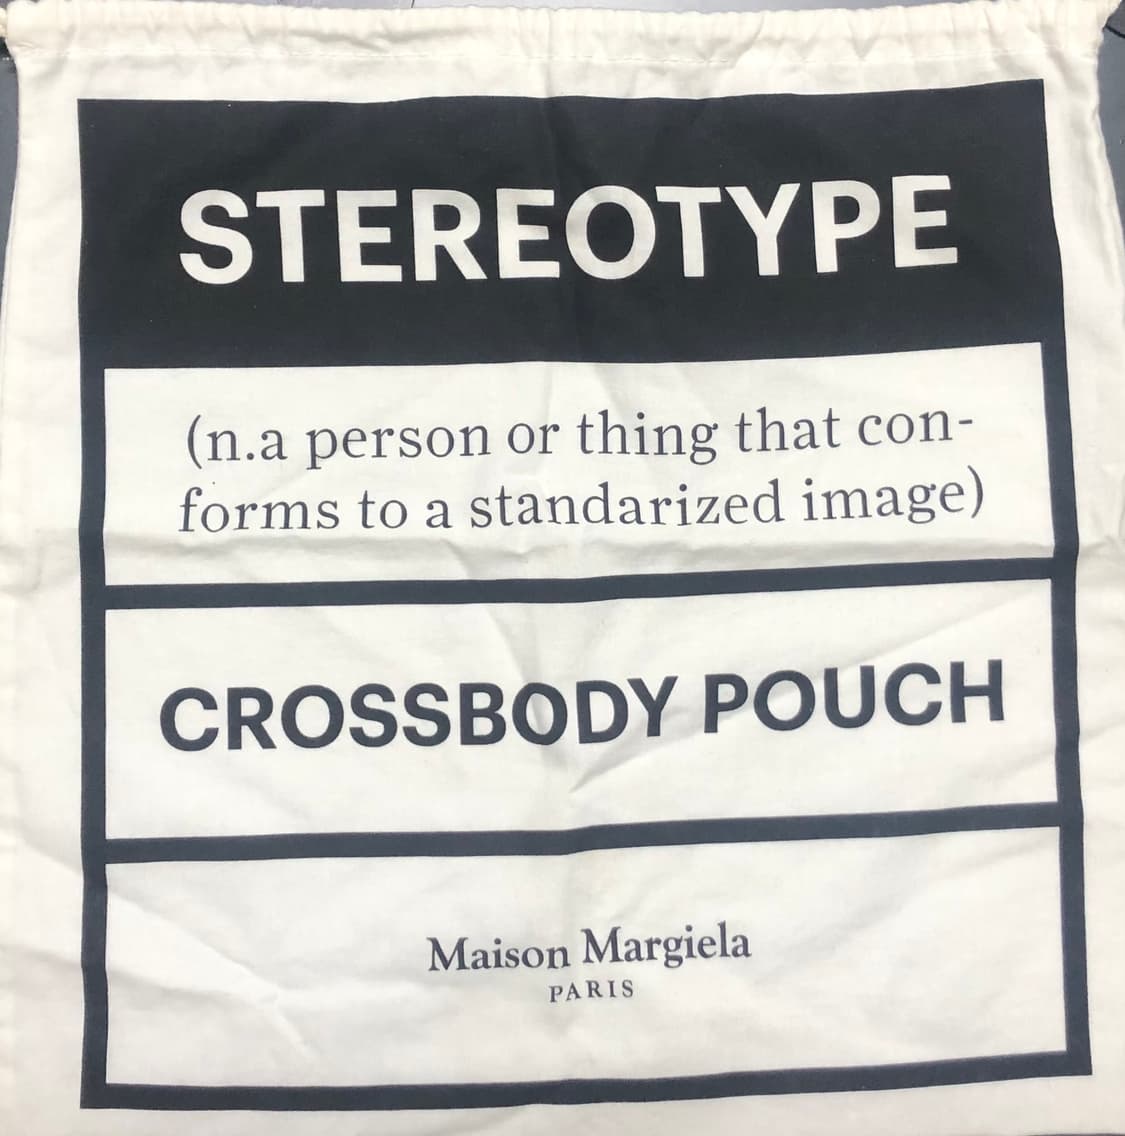 STEREOTYPE
(n.a person or thing that con-
forms to a standarized image)
CROSSBODY POUCH
Maison Margiela
PARIS